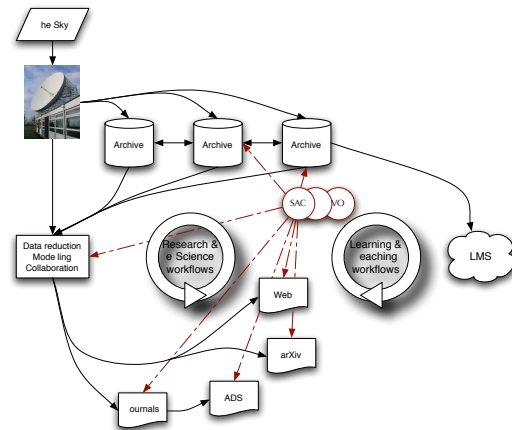 he Sky
Archive
Archive
Archive
SAC
VO
Data reduction
Mode ling
Collaboration
Research &
e Science
workflows
Learning &
eaching
workflows
LMS
Web
arXiv
ournals
ADS